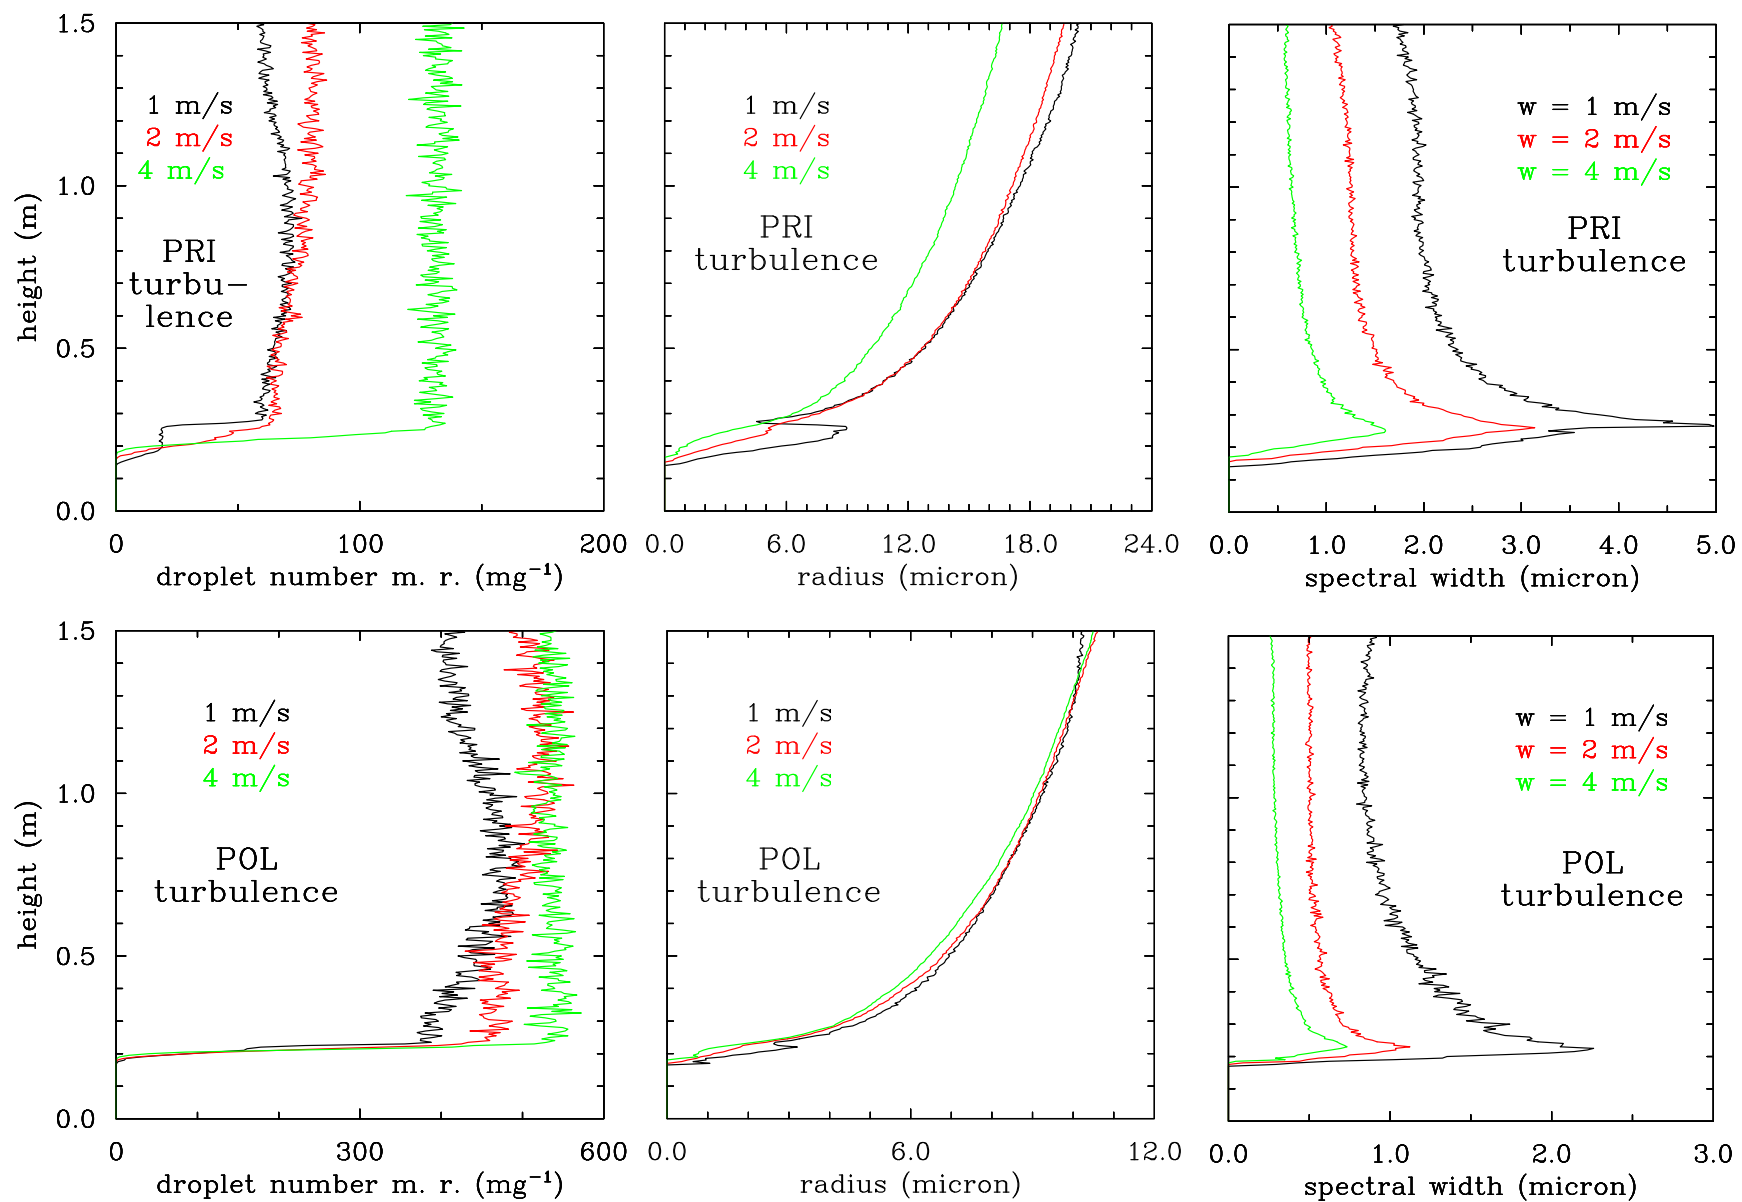 1.5
1.0
0.5
0.0
height (m)
1 m/s
2 m/s
4 m/s
PRI
turbu-
lence
0
100
200
droplet number m. r. (mg⁻¹)
1 m/s
2 m/s
4 m/s
PRI
turbulence
0.0
6.0
12.0
18.0
24.0
radius (micron)
w = 1 m/s
w = 2 m/s
w = 4 m/s
PRI
turbulence
0.0
1.0
2.0
3.0
4.0
5.0
spectral width (micron)
1.5
1.0
0.5
0.0
height (m)
1 m/s
2 m/s
4 m/s
POL
turbulence
0
300
600
droplet number m. r. (mg⁻¹)
1 m/s
2 m/s
4 m/s
POL
turbulence
0.0
6.0
12.0
radius (micron)
w = 1 m/s
w = 2 m/s
w = 4 m/s
POL
turbulence
0.0
1.0
2.0
3.0
spectral width (micron)